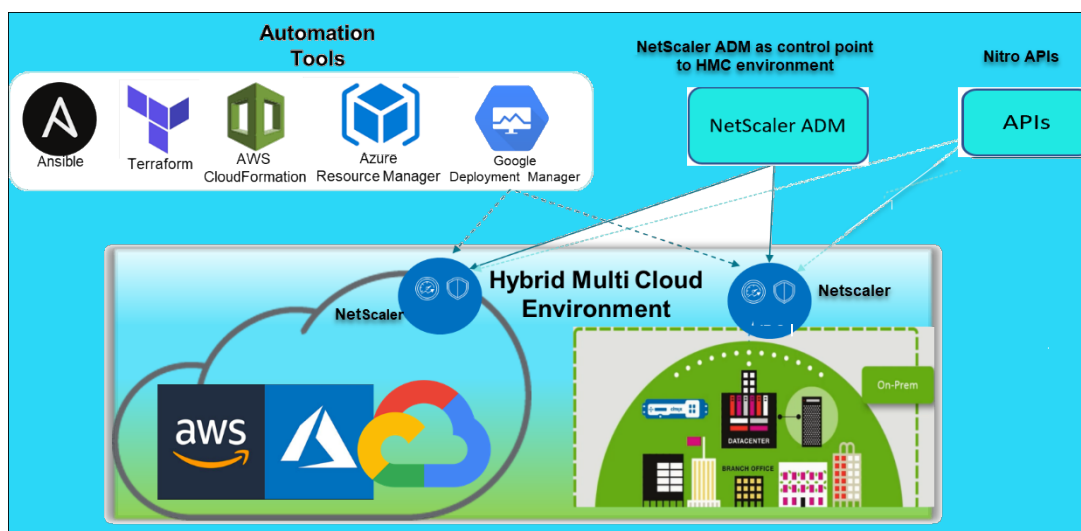 Automation
Tools
NetScaler ADM as control point
to HMC environment
Nitro APIs
Ansible
Terraform
AWS
CloudFormation
Azure
Resource Manager
Google
Deployment Manager
NetScaler ADM
APIs
Hybrid Multi Cloud
Environment
NetScaler
Netscaler
aws
On-Prem
citrix
DATACENTER
BRANCH OFFICE